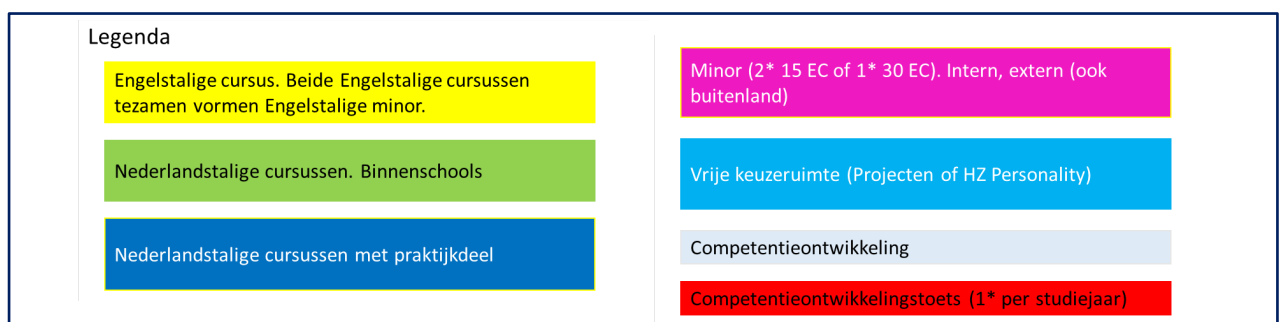 Legenda
Engelstalige cursus. Beide Engelstalige cursussen
tezamen vormen Engelstalige minor.
Nederlandstalige cursussen. Binnenschools
Nederlandstalige cursussen met praktijkdeel
Minor (2* 15 EC of 1* 30 EC). Intern, extern (ook
buitenland)
Vrije keuzeruimte (Projecten of HZ Personality)
Competentieontwikkeling
Competentieontwikkelingstoets (1* per studiejaar)